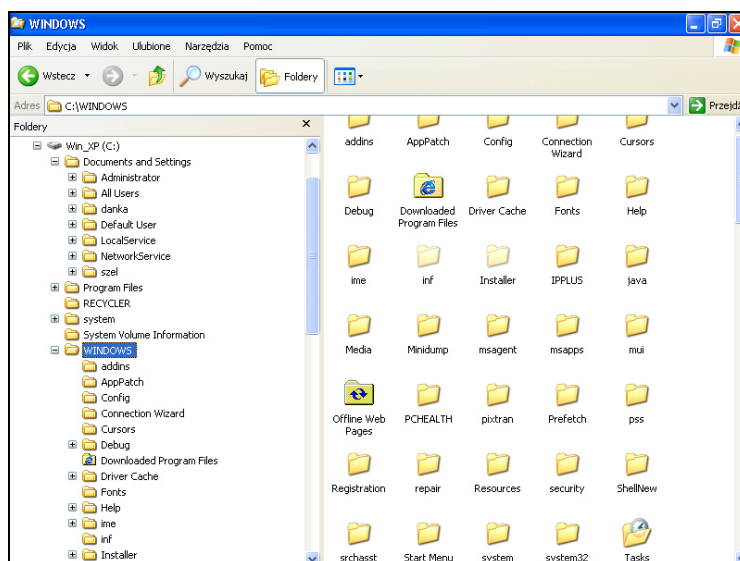 WINDOWS
Plik Edycja Widok Ulubione Narzędzia Pomoc
Wstecz Wyszukaj Foldery
Adres C:\WINDOWS Przejdź
Foldery
Win_XP (C:)
Documents and Settings
Administrator
All Users
danka
Default User
LocalService
NetworkService
szel
Program Files
RECYCLER
system
System Volume Information
WINDOWS
addins
AppPatch
Config
Connection Wizard
Cursors
Debug
Downloaded Program Files
Driver Cache
Fonts
Help
ime
inf
Installer
addins AppPatch Config Connection Cursors
Wizard
Debug Downloaded Driver Cache Fonts Help
Program Files
ime inf Installer IPPLUS java
Media Minidump msagent msapps mui
Offline Web PCHEALTH pixtran Prefetch pss
Pages
Registration repair Resources security ShellNew
srchasst Start Menu system system32 Tasks